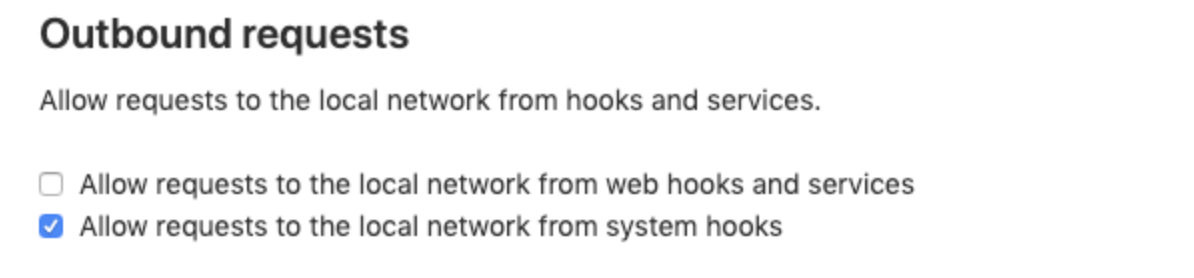 Outbound requests
Allow requests to the local network from hooks and services.
Allow requests to the local network from web hooks and services
Allow requests to the local network from system hooks